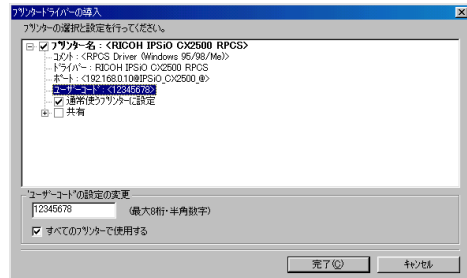 プリンタードライバーの導入
プリンターの選択と設定を行ってください。
プリンター名 : <RICOH IPSiO CX2500 RPCS>
コメント : <RPCS Driver (Windows 95/98/Me)>
ドライバー : RICOH IPSiO CX2500 RPCS
ポート : <192.168.0.10@IPSiO_CX2500_@>
ユーザーコード : <12345678>
通常使うプリンターに設定
共有
'ユーザーコード'の設定の変更
12345678
(最大8桁・半角数字)
すべてのプリンターで使用する
完了(C)
キャンセル